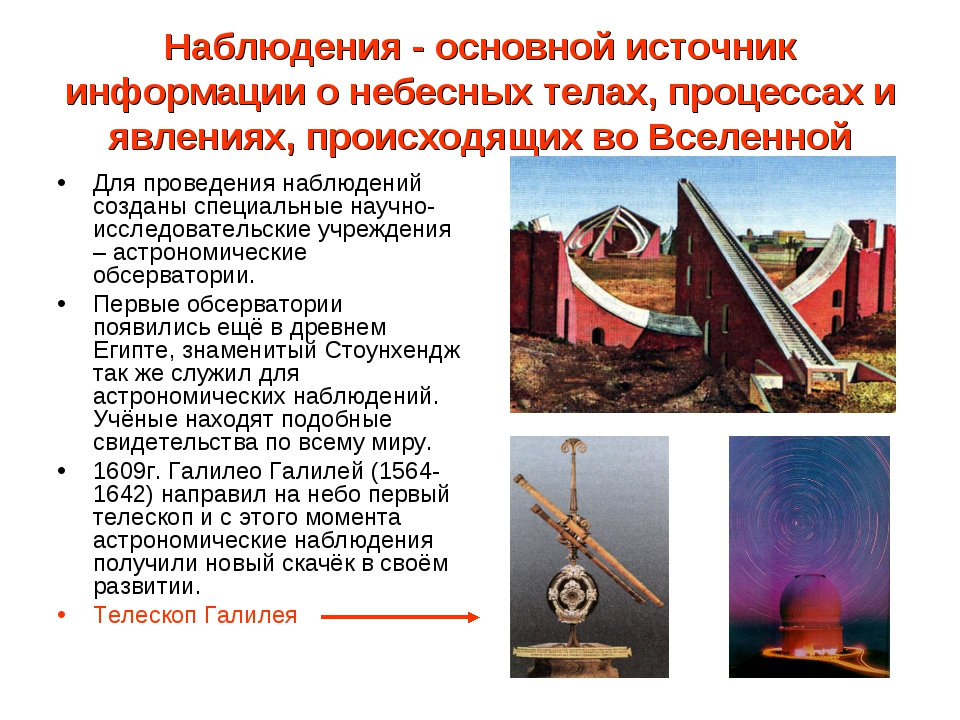 Наблюдения - основной источник
информации о небесных телах, процессах и
явлениях, происходящих во Вселенной
• Для проведения наблюдений
созданы специальные научно-
исследовательские учреждения
– астрономические
обсерватории.
• Первые обсерватории
появились ещё в древнем
Египте, знаменитый Стоунхендж
так же служил для
астрономических наблюдений.
Учёные находят подобные
свидетельства по всему миру.
• 1609г. Галилео Галилей (1564-
1642) направил на небо первый
телескоп и с этого момента
астрономические наблюдения
получили новый скачёк в своём
развитии.
• Телескоп Галилея